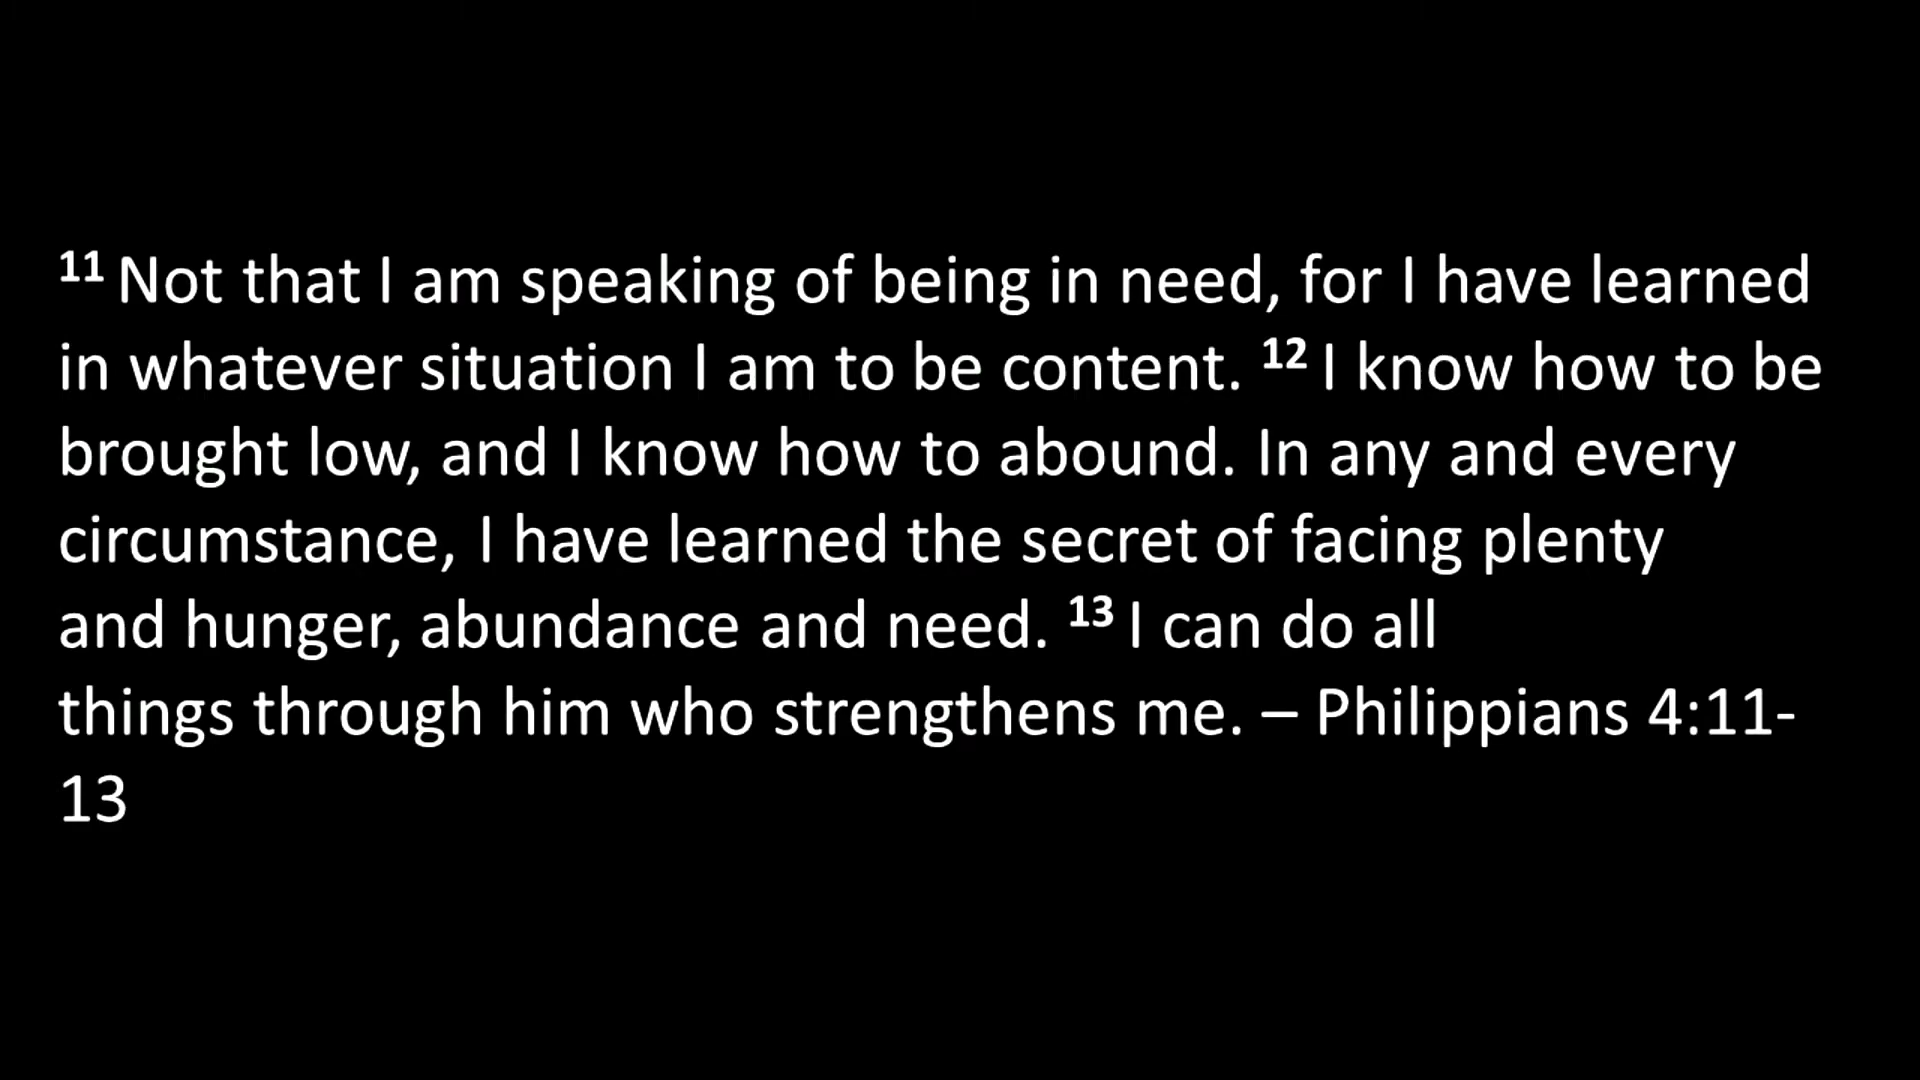 11 Not that I am speaking of being in need, for I have learned
in whatever situation I am to be content. 12 I know how to be
brought low, and I know how to abound. In any and every
circumstance, I have learned the secret of facing plenty
and hunger, abundance and need. 13 I can do all
things through him who strengthens me. – Philippians 4:11-
13